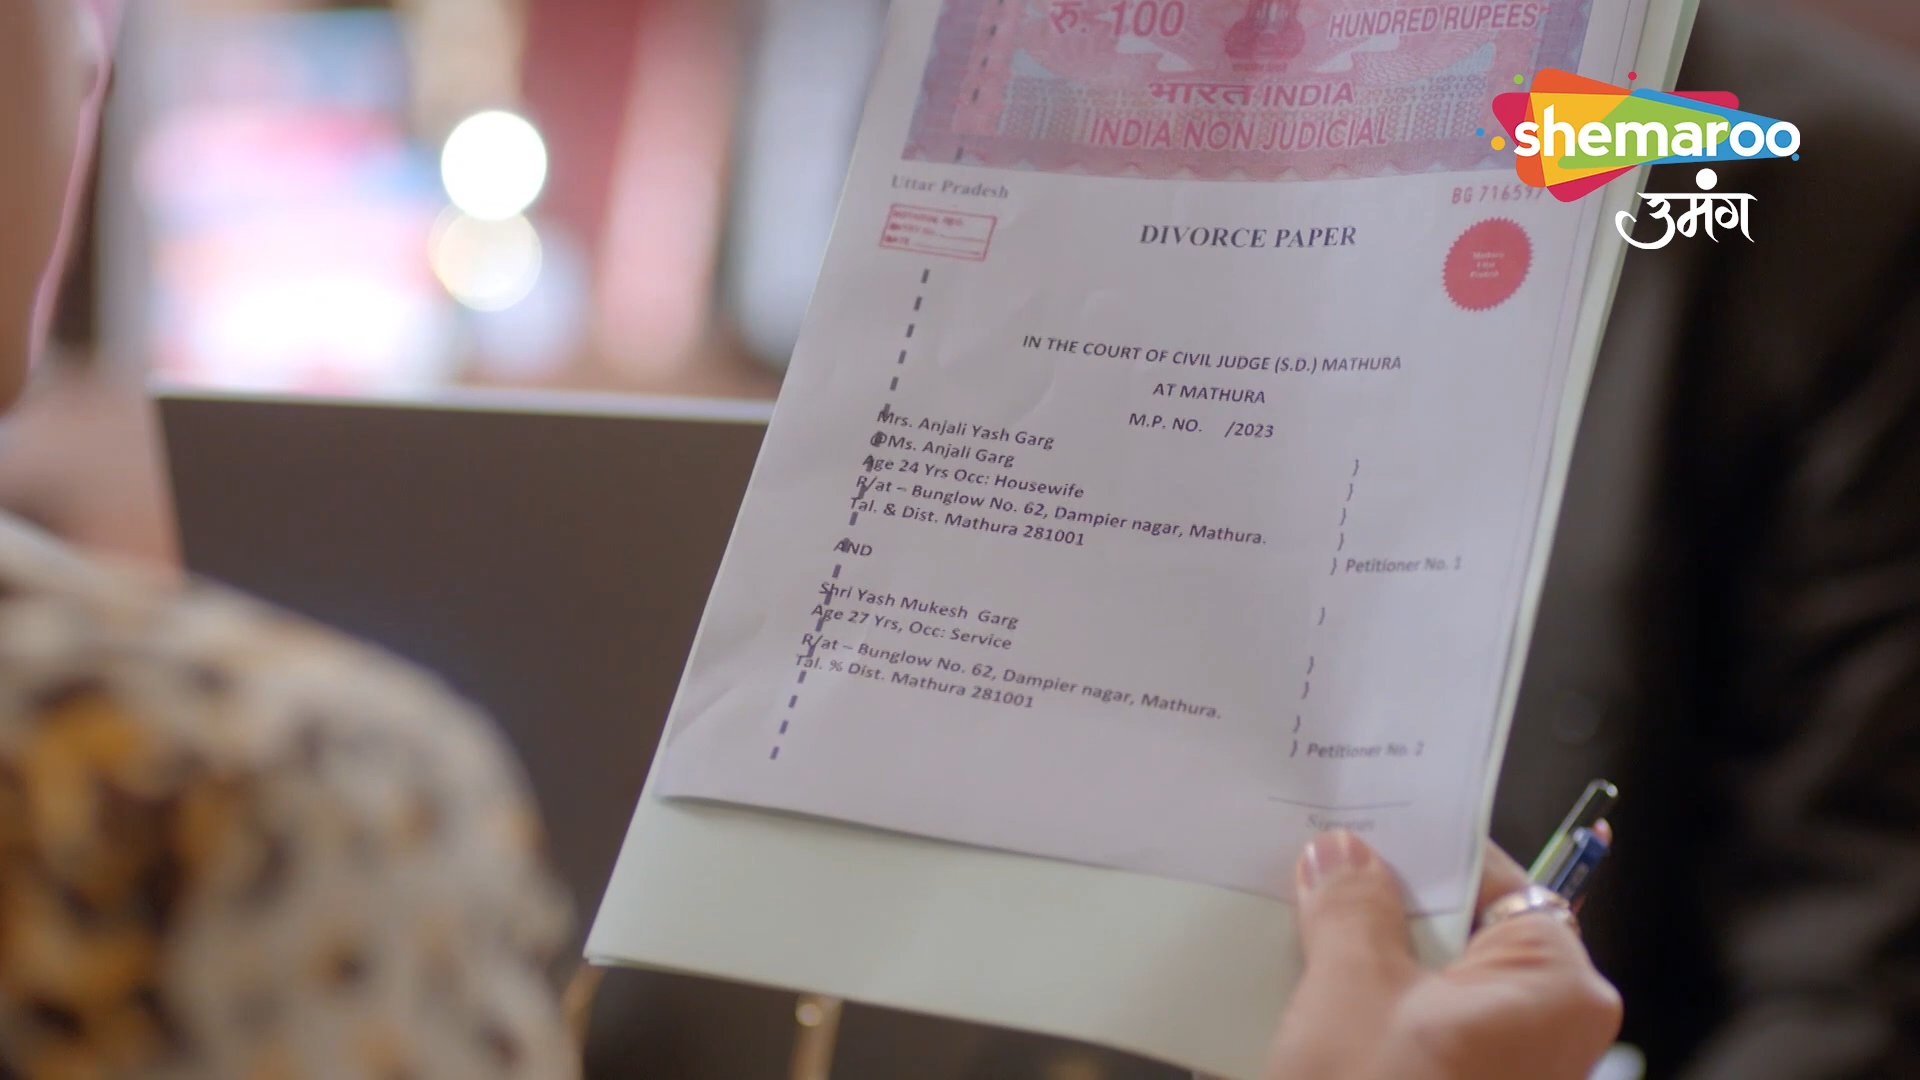 रु. 100
HUNDRED RUPEES
भारत INDIA
INDIA NON JUDICIAL
shemaroo
उमंग
Uttar Pradesh
BG 71659
DIVORCE PAPER
Mathura
Uttar
Pradesh
IN THE COURT OF CIVIL JUDGE (S.D.) MATHURA
AT MATHURA
M.P. NO. /2023
Mrs. Anjali Yash Garg
@Ms. Anjali Garg }
Age 24 Yrs Occ: Housewife }
R/at – Bunglow No. 62, Dampier nagar, Mathura. }
Tal. & Dist. Mathura 281001 }
} Petitioner No. 1
AND
Shri Yash Mukesh Garg }
Age 27 Yrs, Occ: Service
R/at – Bunglow No. 62, Dampier nagar, Mathura. }
Tal. % Dist. Mathura 281001 }
}
} Petitioner No. 2